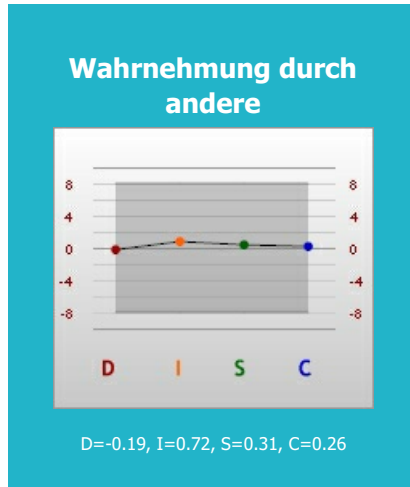 Wahrnehmung durch
andere
8 8
4 4
0 0
-4 -4
-8 -8
D I S C
D=-0.19, I=0.72, S=0.31, C=0.26